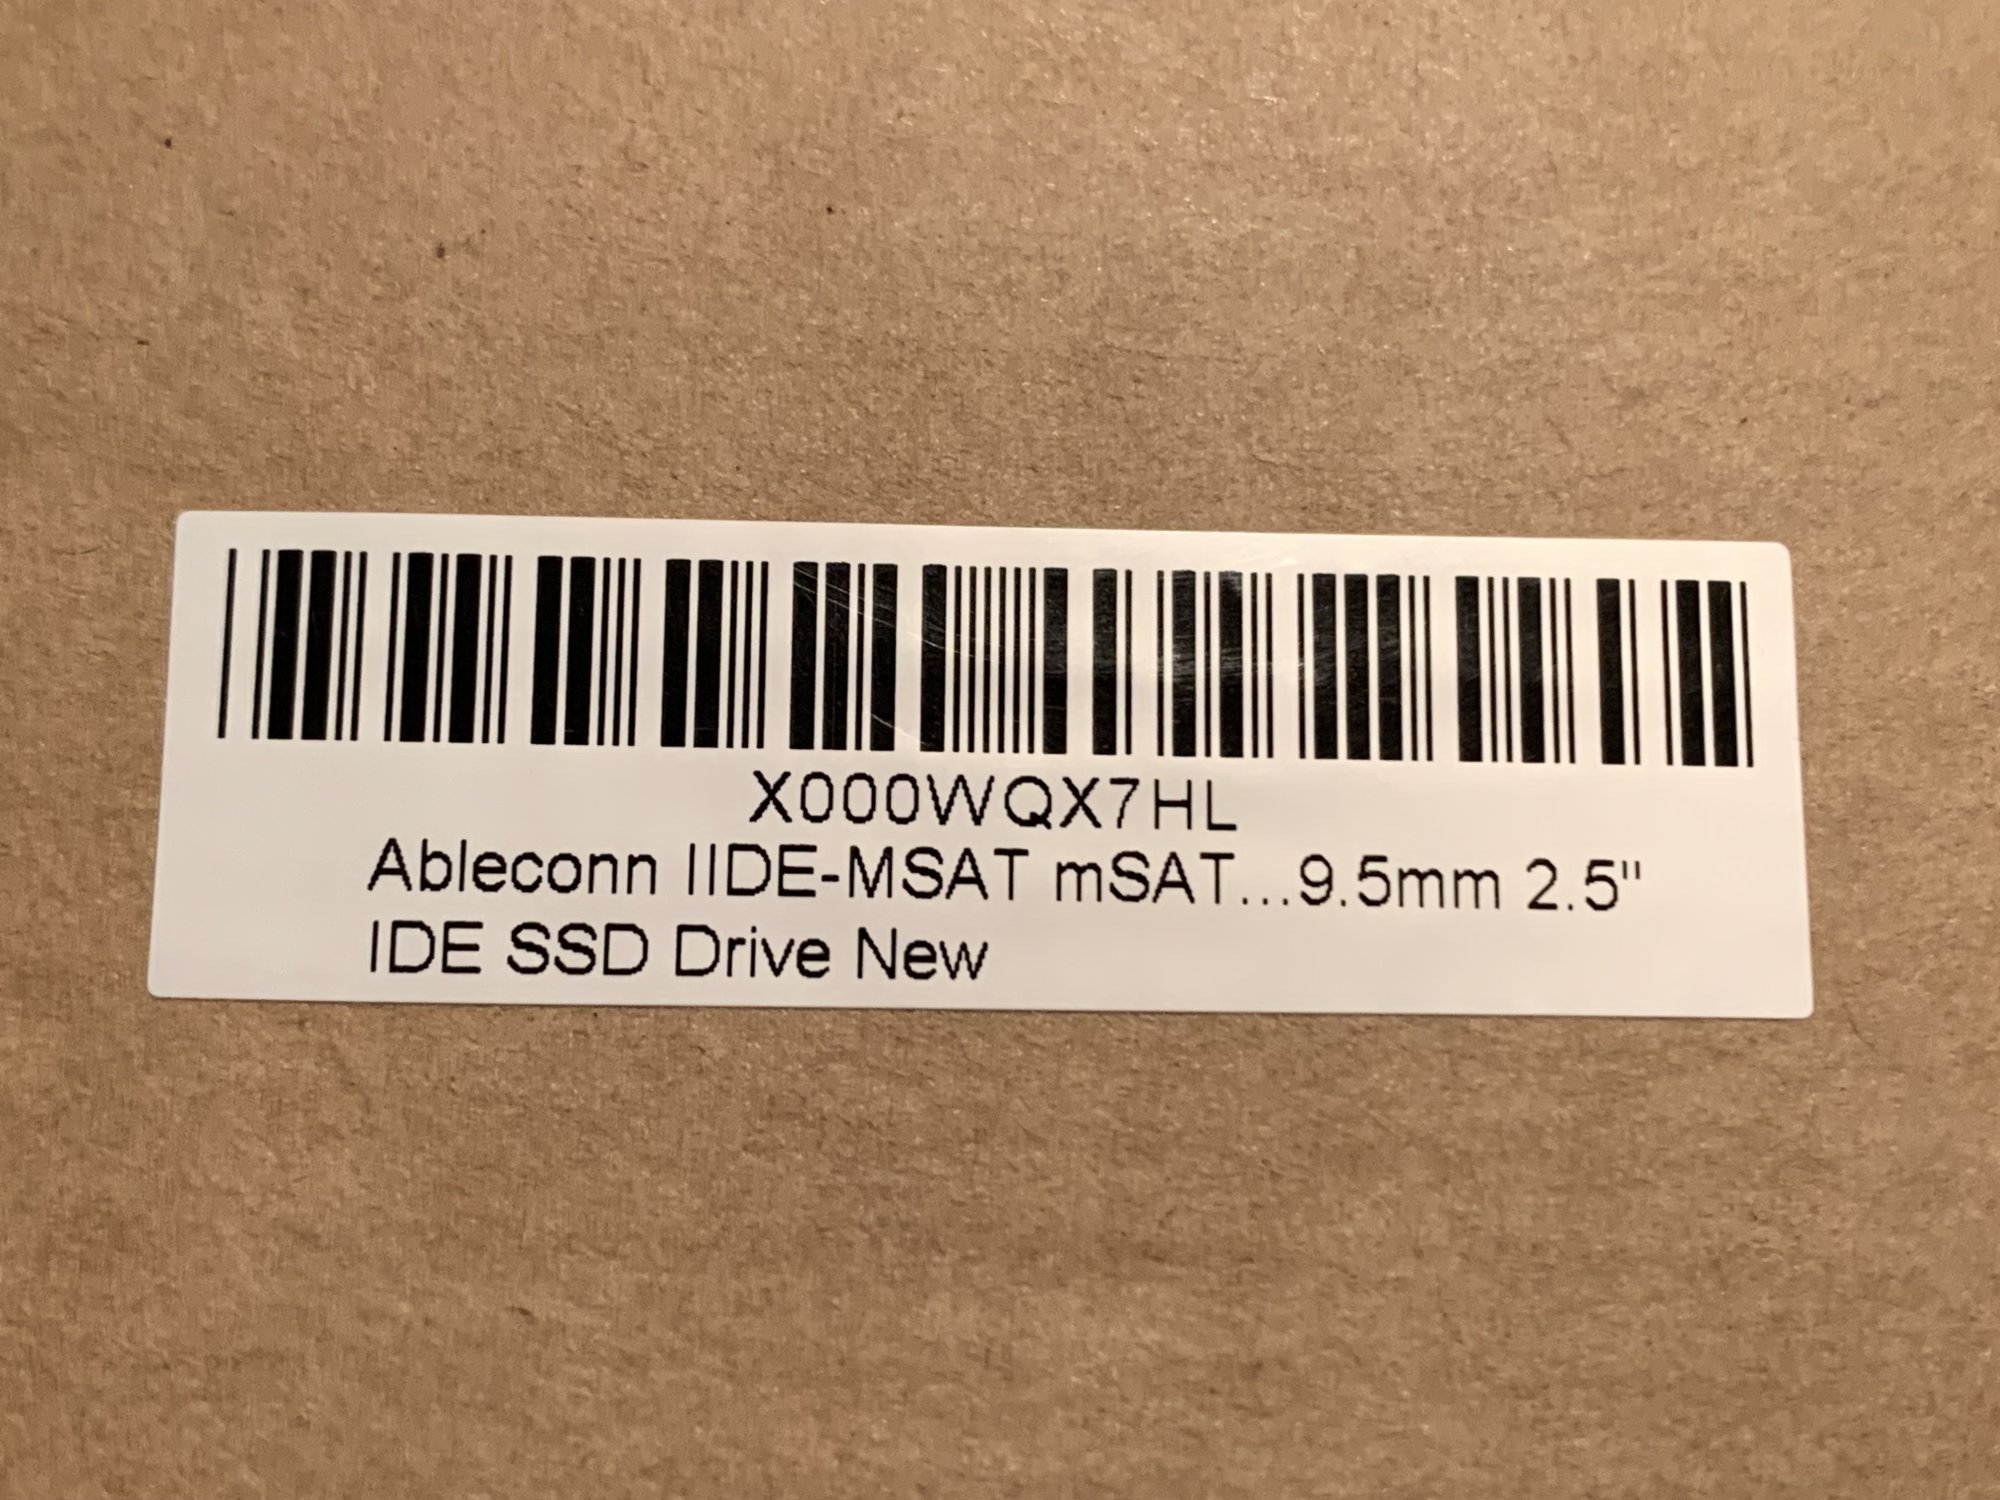 X000WQX7HL
Ableconn IIDE-MSAT mSAT...9.5mm 2.5"
IDE SSD Drive New